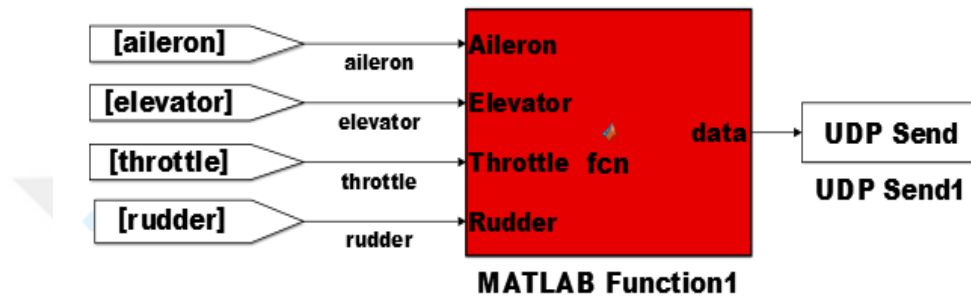 [aileron]
aileron
Aileron
[elevator]
elevator
Elevator
[throttle]
throttle
Throttle
fcn
[rudder]
rudder
Rudder
data
UDP Send
UDP Send1
MATLAB Function1